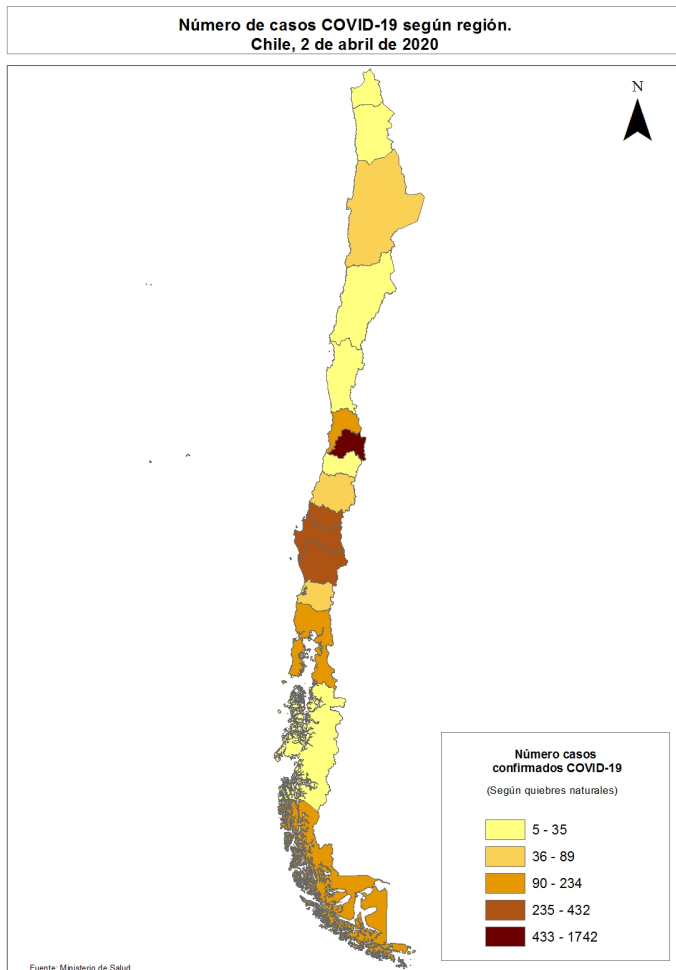 Número de casos COVID-19 según región.
Chile, 2 de abril de 2020
N
Número casos
confirmados COVID-19
(Según quiebres naturales)
5 - 35
36 - 89
90 - 234
235 - 432
433 - 1742
Fuente: Ministerio de Salud